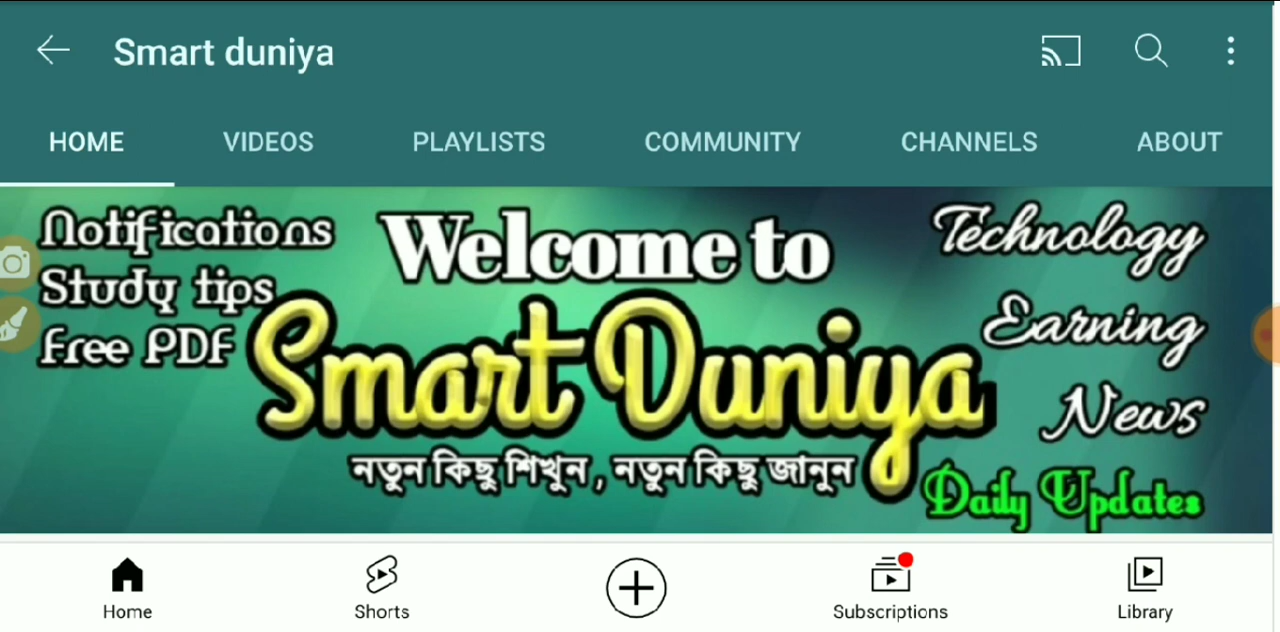 Smart duniya
HOME VIDEOS PLAYLISTS COMMUNITY CHANNELS ABOUT
Notifications
Study tips
Free PDF
Welcome to
Smart Duniya
নতুন কিছু শিখুন , নতুন কিছু জানুন
Technology
Earning
News
Daily Updates
Home Shorts Subscriptions Library